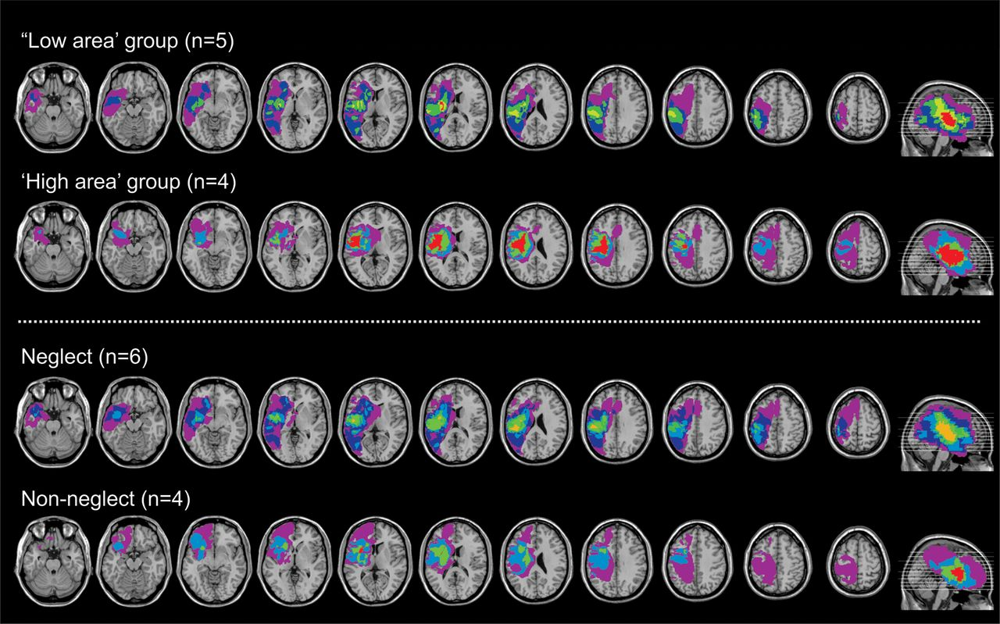 “Low area’ group (n=5)
‘High area’ group (n=4)
Neglect (n=6)
Non-neglect (n=4)